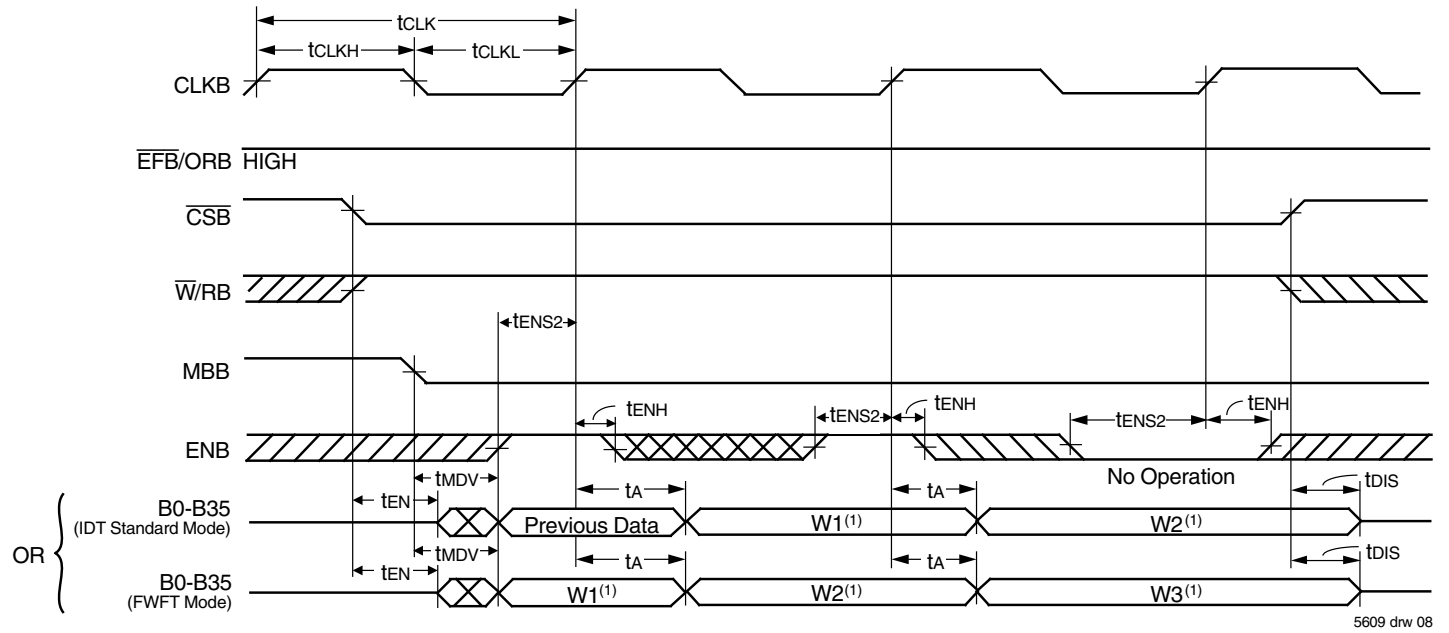 tCLK
tCLKH
tCLKL
CLKB
EFB/ORB HIGH
CSB
W/RB
tENS2
MBB
tENH
tENS2
tENH
tENS2
tENH
ENB
No Operation
tMDV
tEN
tA
tA
tDIS
B0-B35
(IDT Standard Mode)
Previous Data
W1(1)
W2(1)
OR
tMDV
tEN
tA
tA
tDIS
B0-B35
(FWFT Mode)
W1(1)
W2(1)
W3(1)
5609 drw 08